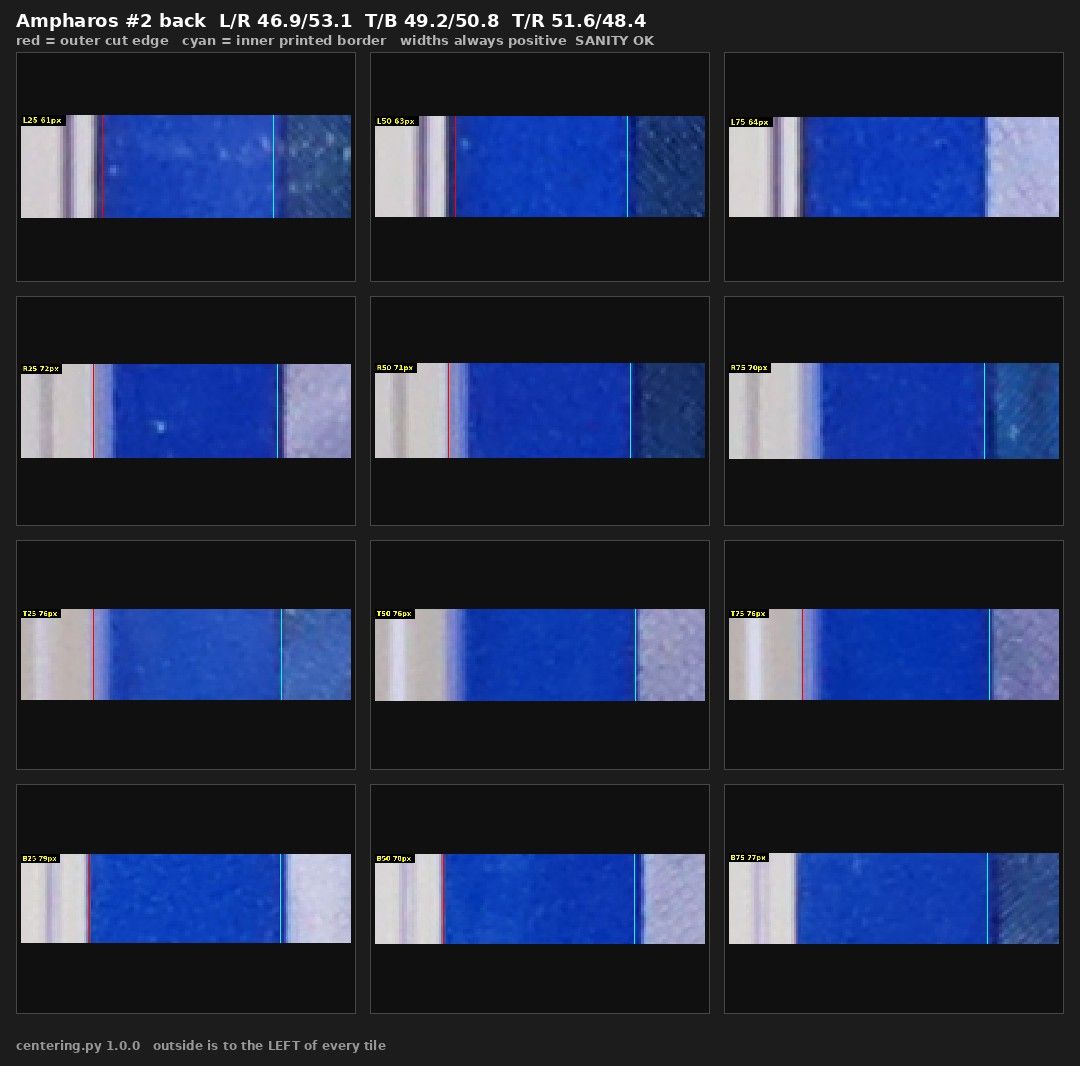 Ampharos #2 back  L/R 46.9/53.1  T/B 49.2/50.8  T/R 51.6/48.4
red = outer cut edge   cyan = inner printed border   widths always positive  SANITY OK
L25 61px
L50 63px
L75 64px
R25 72px
R50 71px
R75 70px
T25 76px
T50 76px
T75 76px
B25 79px
B50 78px
B75 77px
centering.py 1.0.0   outside is to the LEFT of every tile